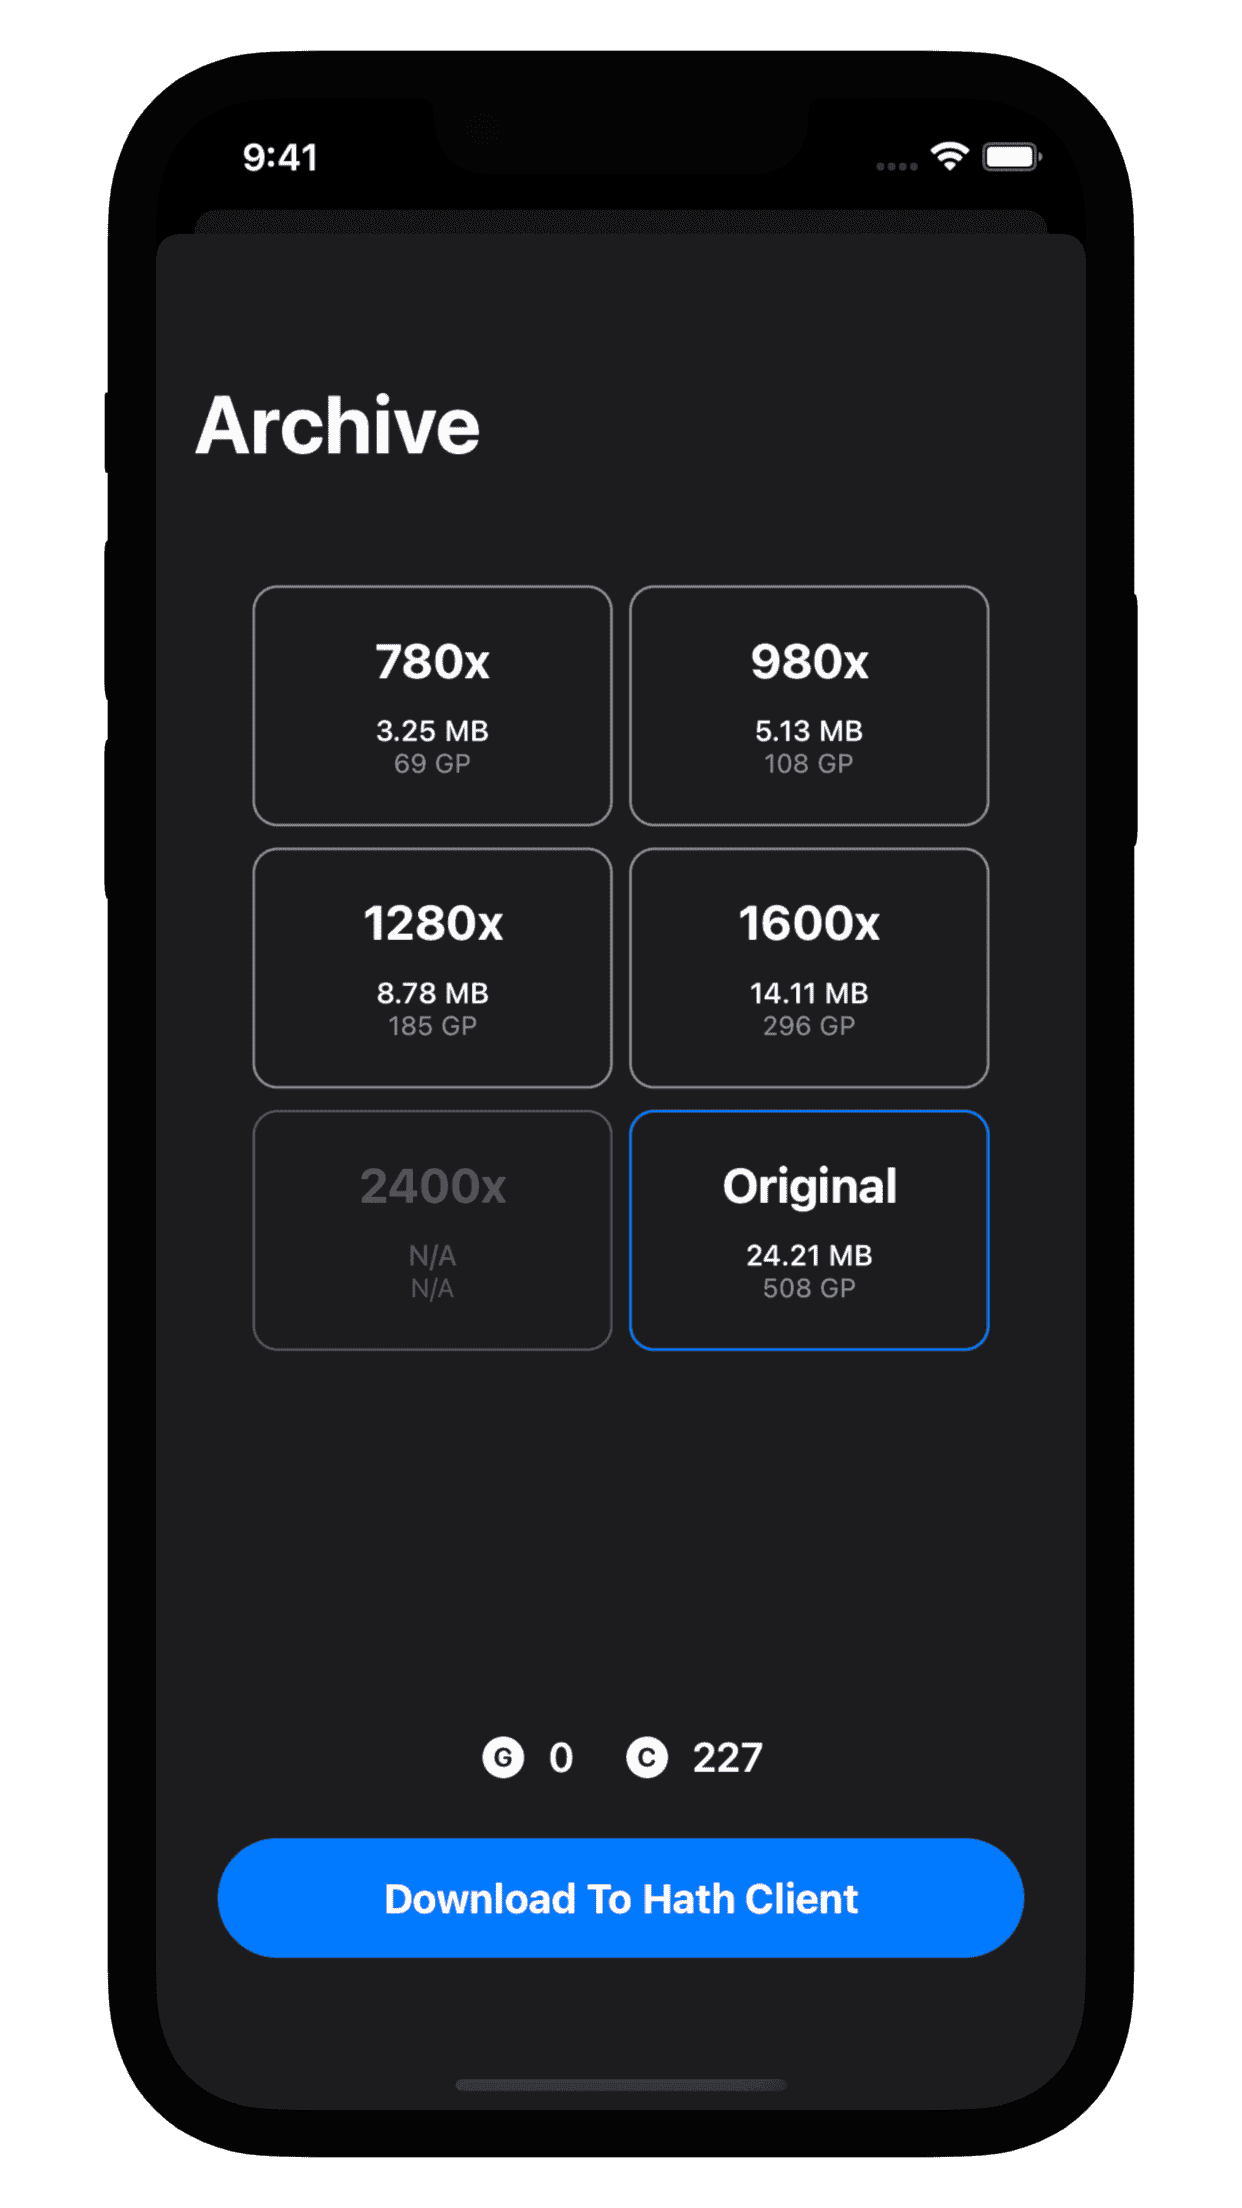 9:41
Archive
780x
3.25 MB
69 GP
980x
5.13 MB
108 GP
1280x
8.78 MB
185 GP
1600x
14.11 MB
296 GP
2400x
N/A
N/A
Original
24.21 MB
508 GP
G 0 C 227
Download To Hath Client